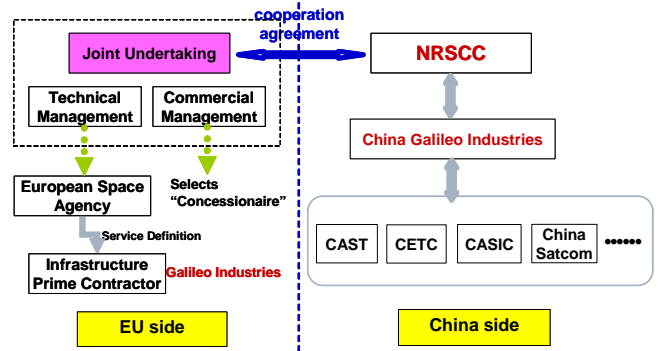 cooperation
agreement
Joint Undertaking
NRSCC
Technical
Management
Commercial
Management
China Galileo Industries
European Space
Agency
Selects
“Concessionaire”
Service Definition
CAST
CETC
CASIC
China
Satcom
••••••
Infrastructure
Prime Contractor
Galileo Industries
EU side
China side